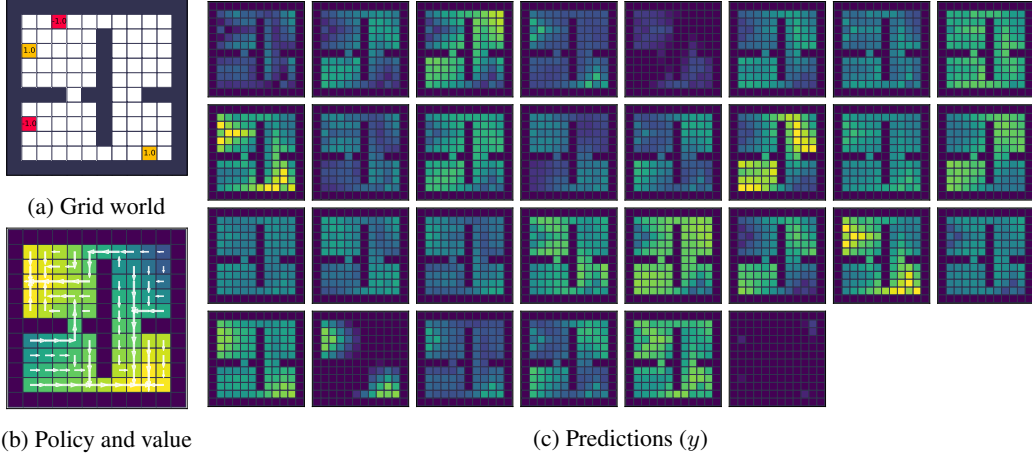 -1.0
1.0
-1.0
1.0
(a) Grid world
(b) Policy and value
(c) Predictions (y)